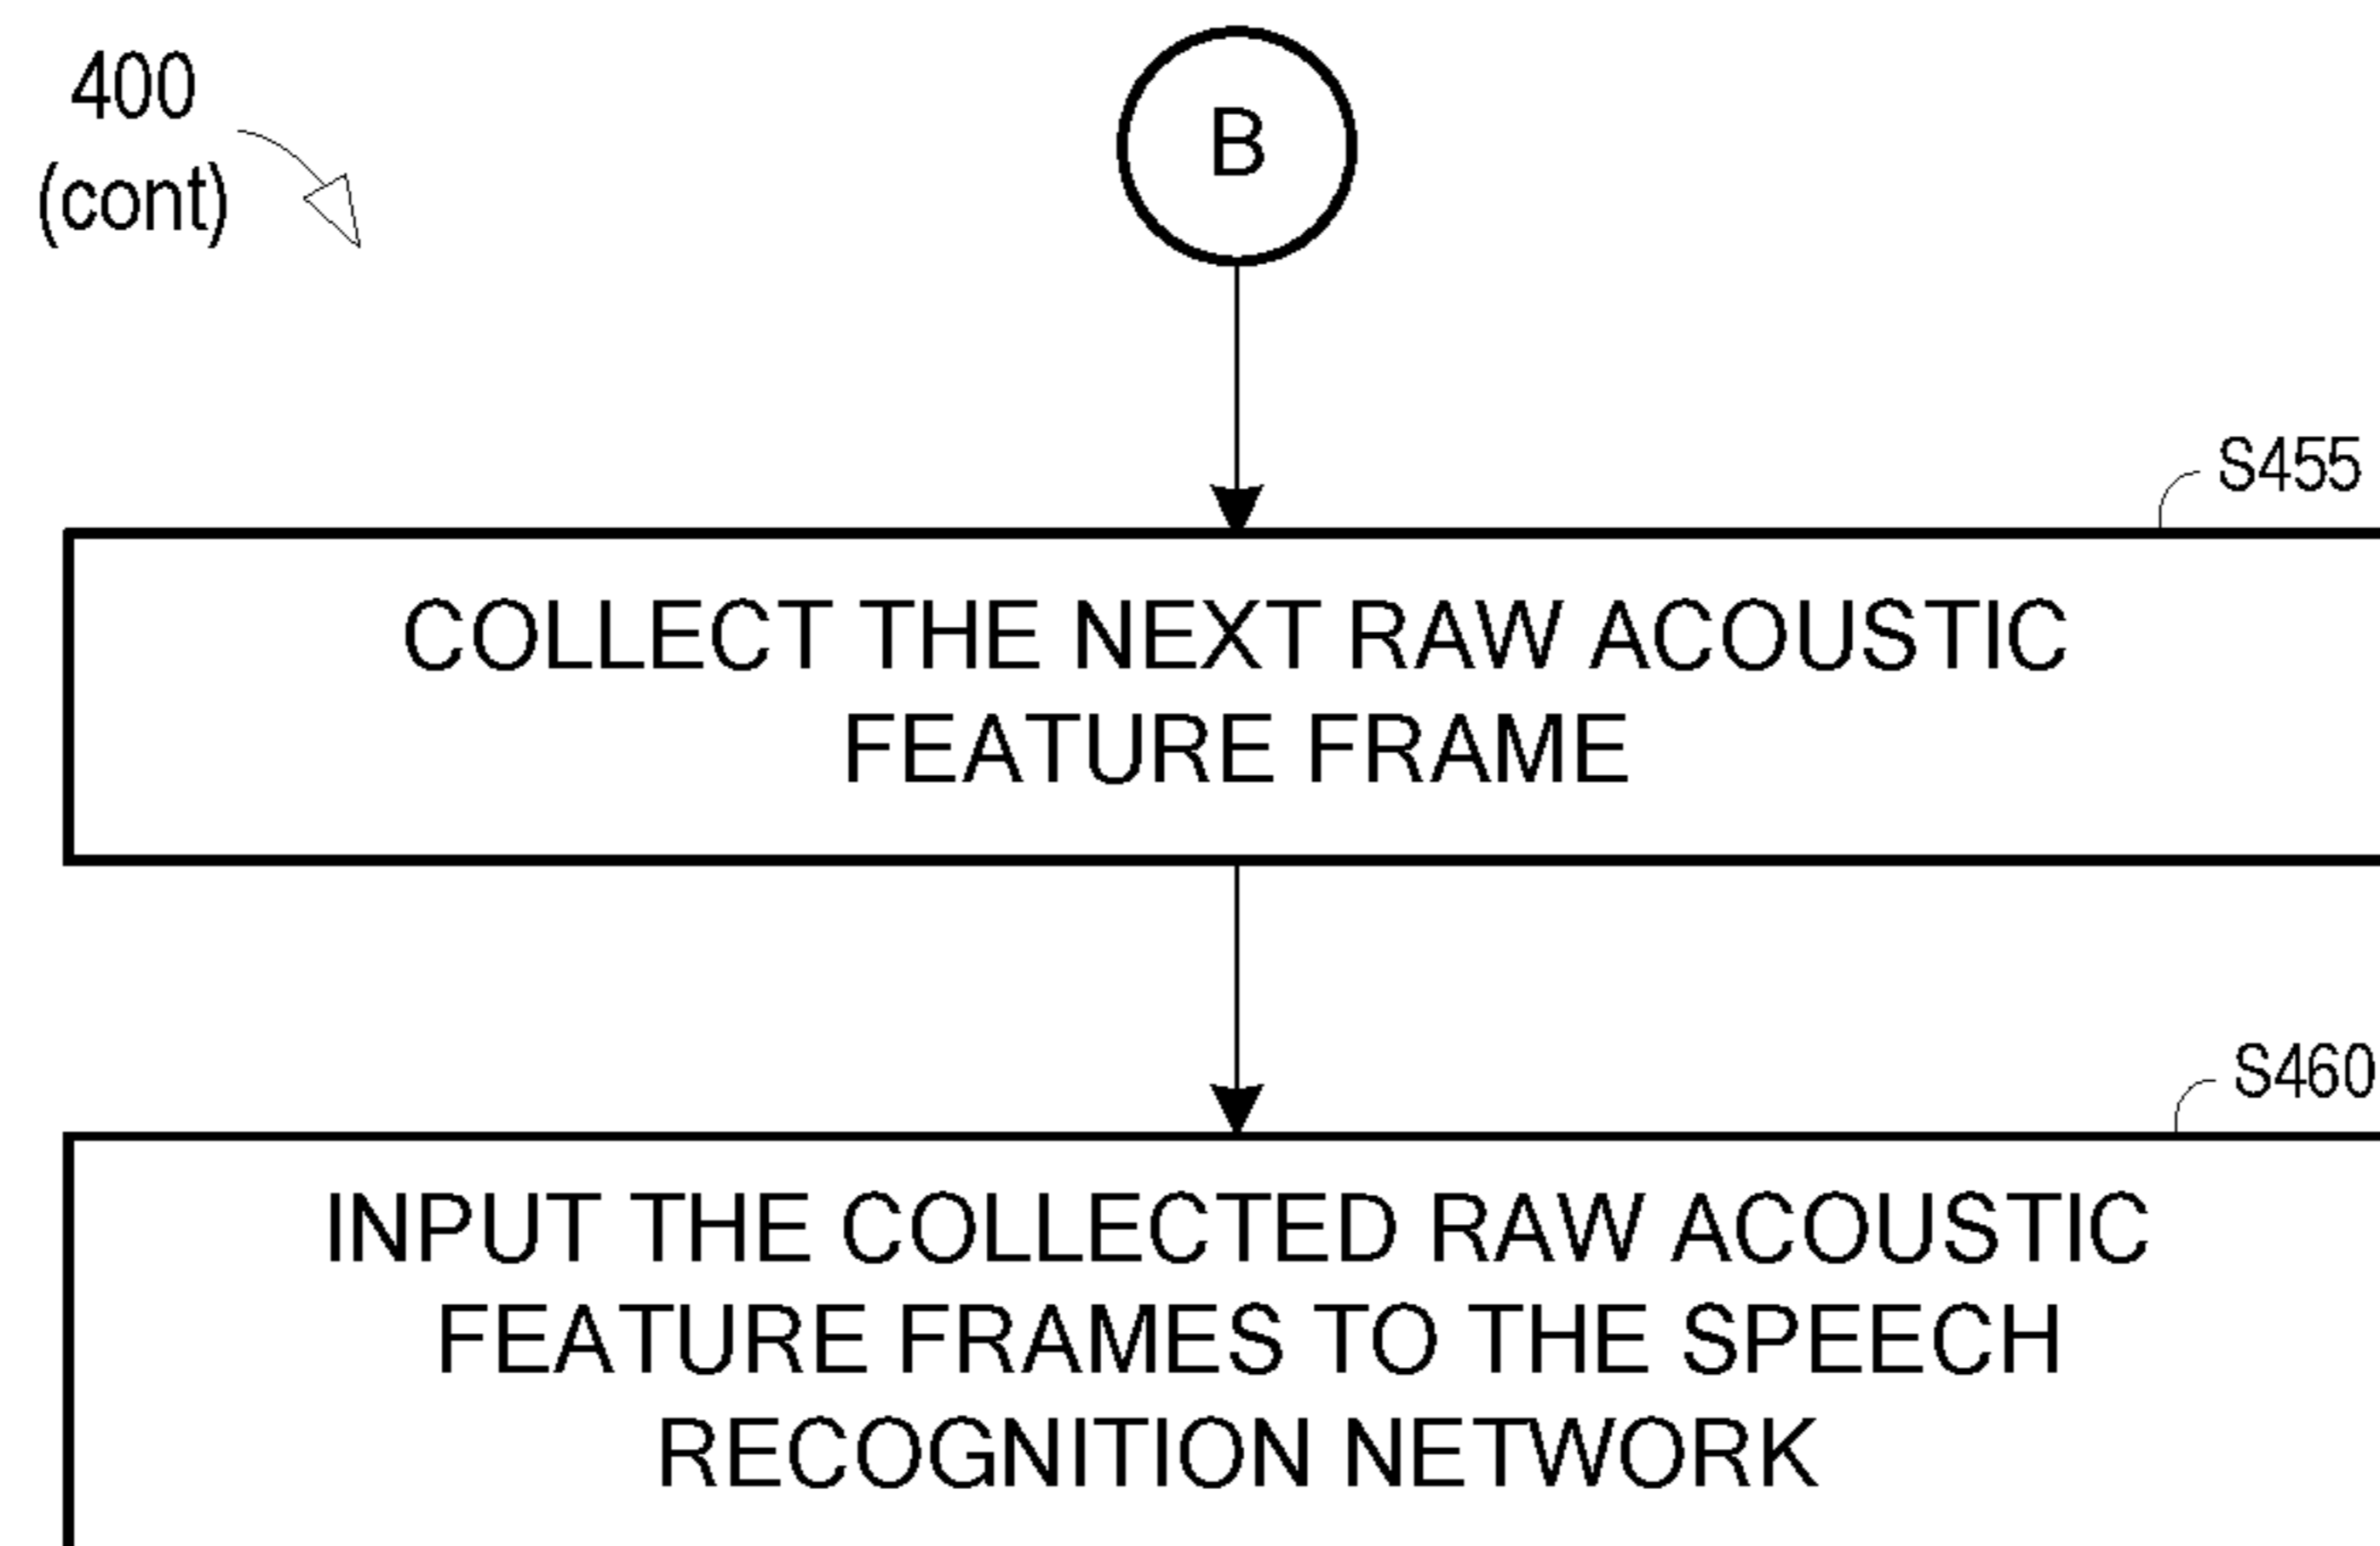 400
(cont)
B
S455
COLLECT THE NEXT RAW ACOUSTIC
FEATURE FRAME
S460
INPUT THE COLLECTED RAW ACOUSTIC
FEATURE FRAMES TO THE SPEECH
RECOGNITION NETWORK